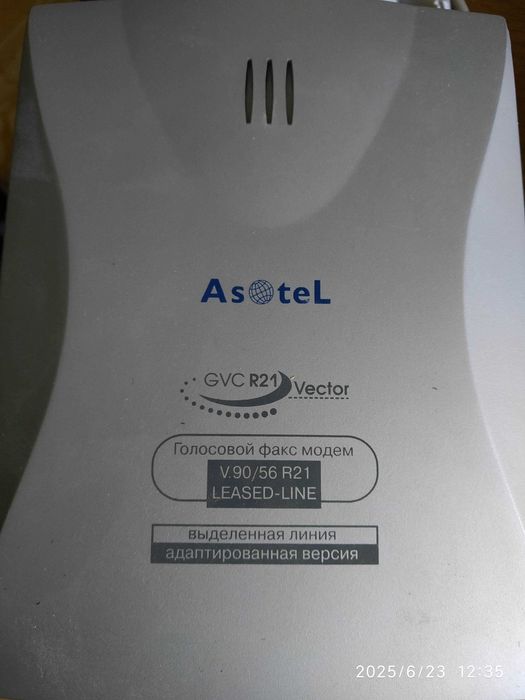 AsoteL
GVC R21 Vector
Голосовой факс модем
V.90/56 R21
LEASED-LINE
выделенная линия
адаптированная версия
2025/6/23 12:35